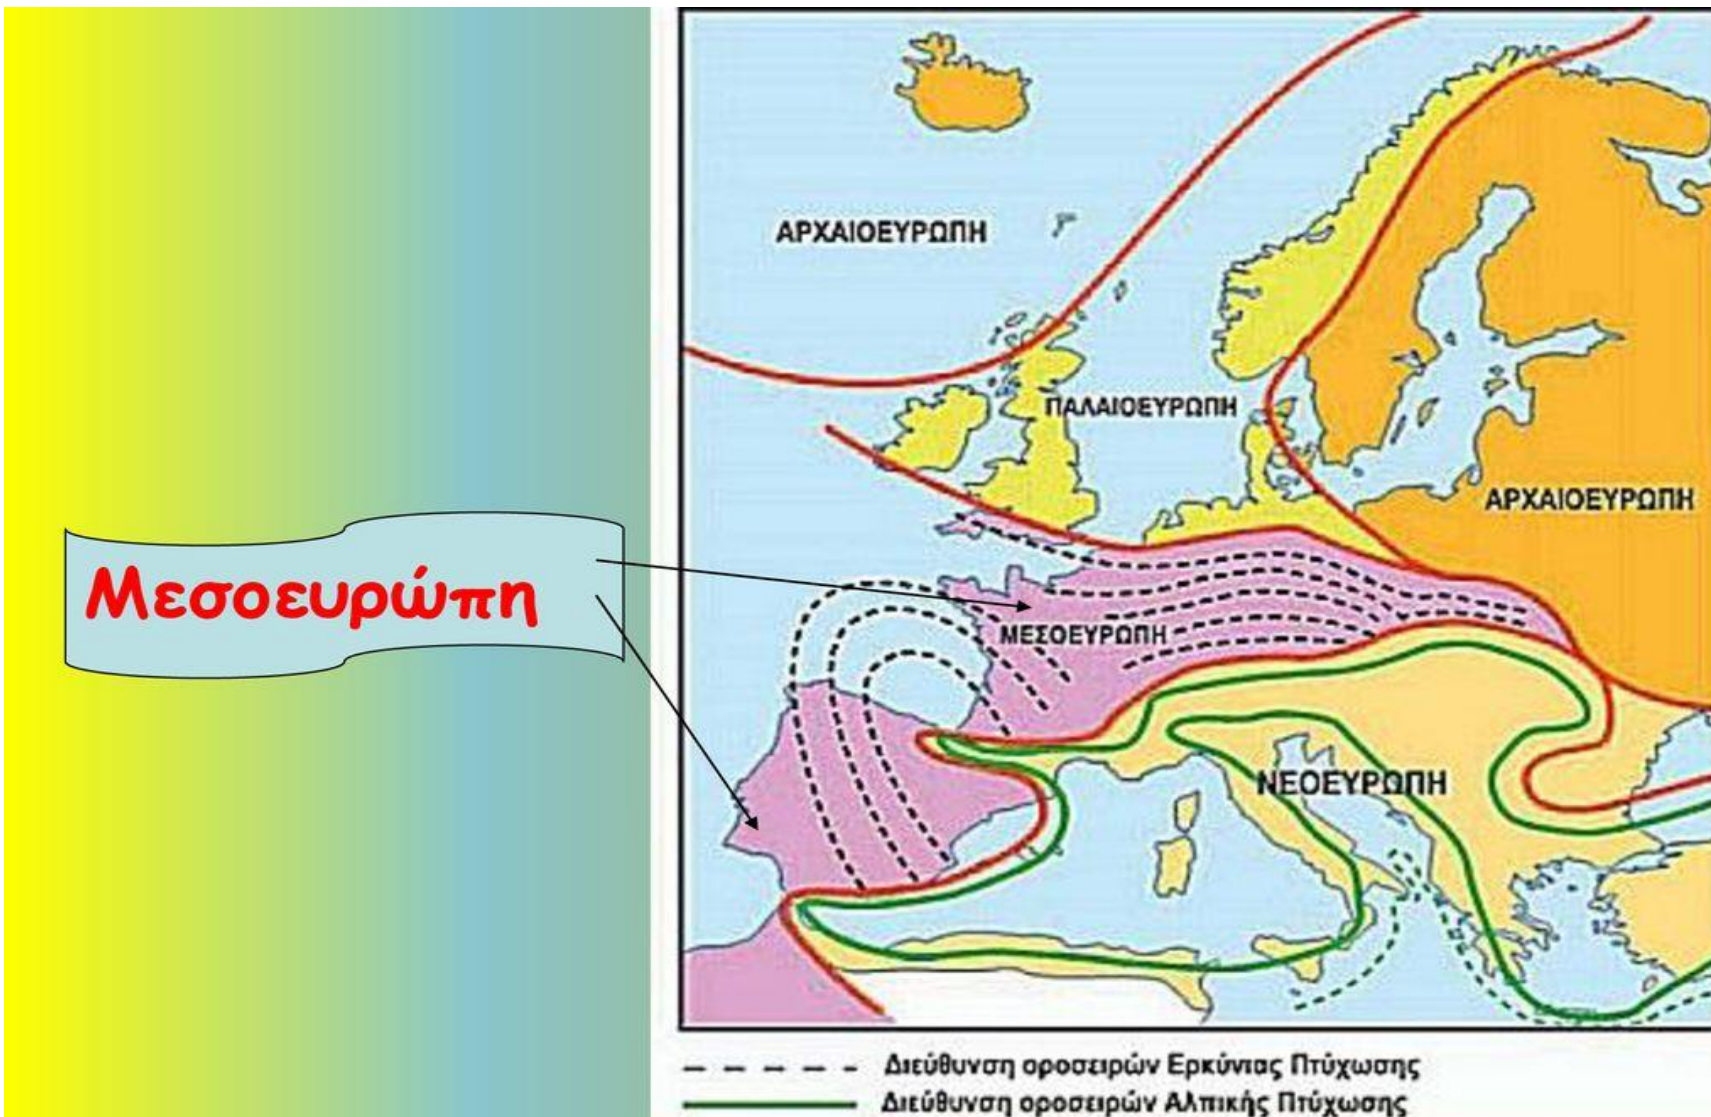 Μεσοευρώπη
ΑΡΧΑΙΟΕΥΡΩΠΗ
ΠΑΛΑΙΟΕΥΡΩΠΗ
ΑΡΧΑΙΟΕΥΡΩΠΗ
ΜΕΣΟΕΥΡΩΠΗ
ΝΕΟΕΥΡΩΠΗ
Διεύθυνση οροσειρών Ερκύνιας Πτύχωσης
Διεύθυνση οροσειρών Αλπικής Πτύχωσης